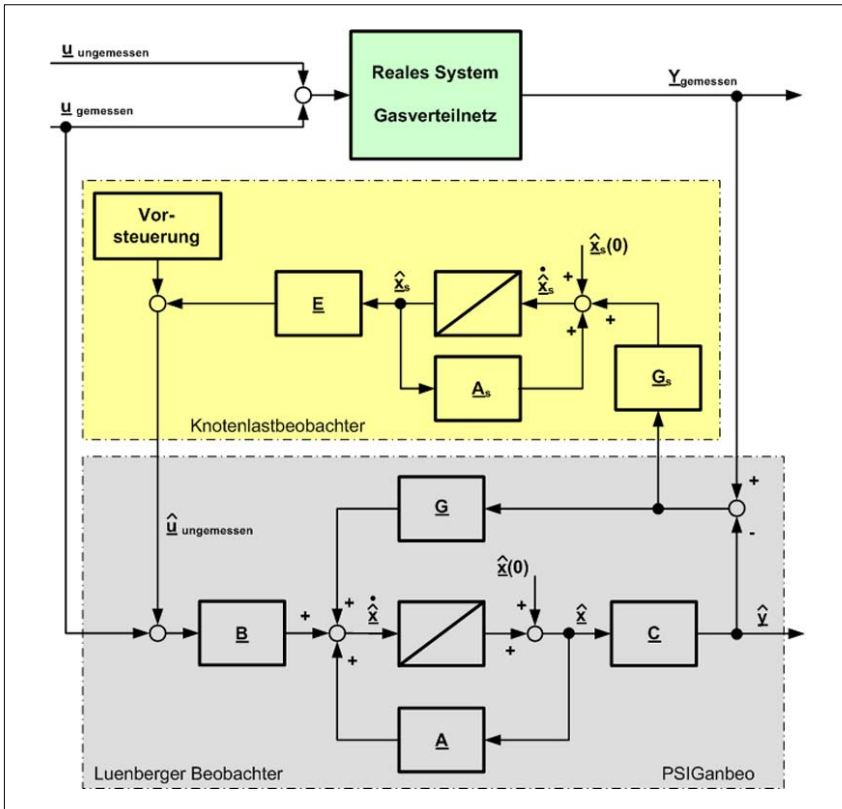 u ungemessen
u gemessen
Reales System
Gasverteilnetz
Y gemessen
Vor-
steuerung
E
x̂s
x̂̇s
x̂s(0)
+
+
+
As
Gs
Knotenlastbeobachter
û ungemessen
G
+
-
x̂(0)
B
+
+
+
x̂̇
+
+
x̂
C
ŷ
A
Luenberger Beobachter
PSIGanbeo